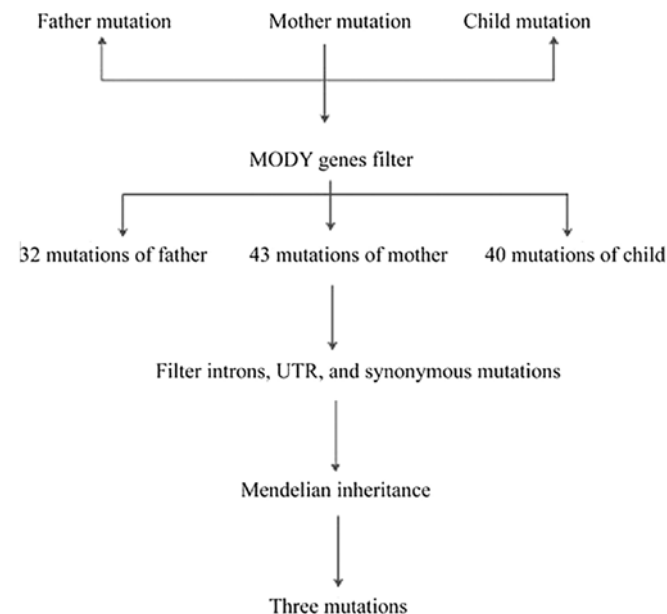 Father mutation Mother mutation Child mutation
MODY genes filter
32 mutations of father 43 mutations of mother 40 mutations of child
Filter introns, UTR, and synonymous mutations
Mendelian inheritance
Three mutations